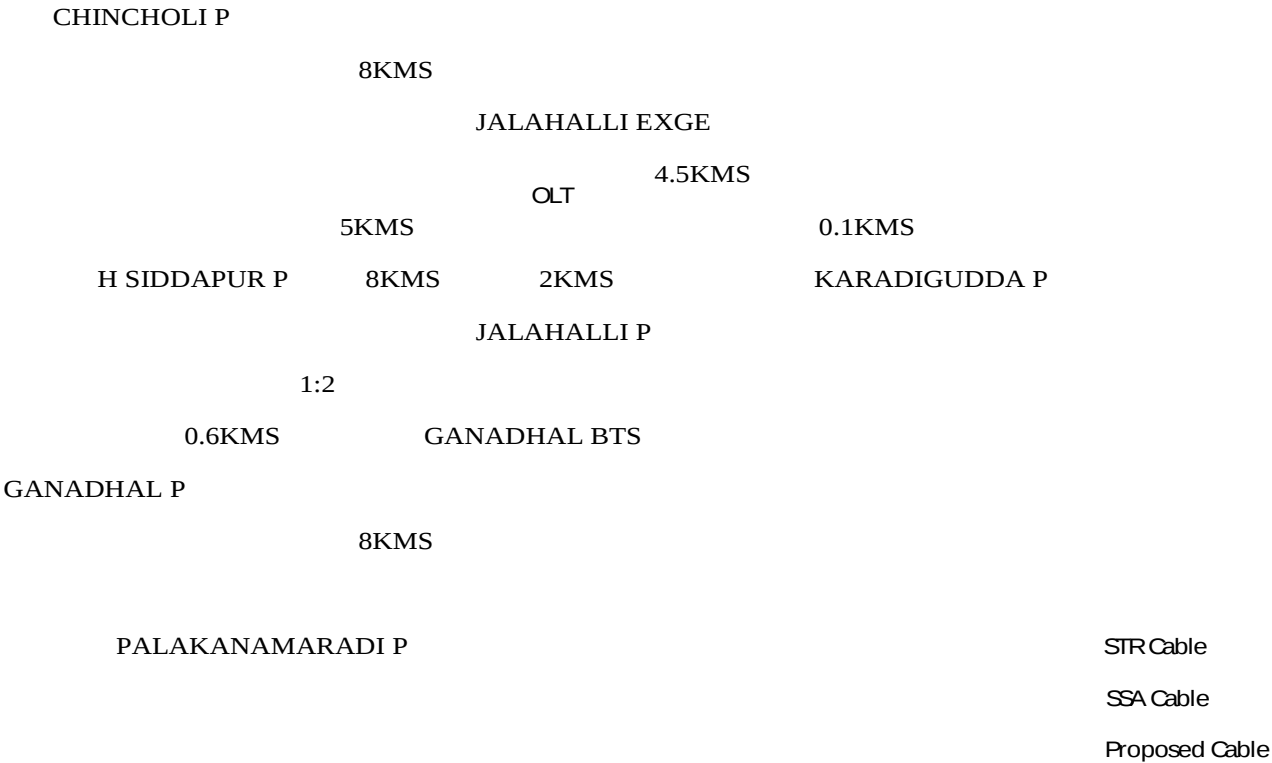 CHINCHOLI P
8KMS
JALAHALLI EXGE
4.5KMS
OLT
5KMS 0.1KMS
H SIDDAPUR P 8KMS 2KMS KARADIGUDDA P
JALAHALLI P
1:2
0.6KMS GANADHAL BTS
GANADHAL P
8KMS
PALAKANAMARADI P STR Cable
SSA Cable
Proposed Cable